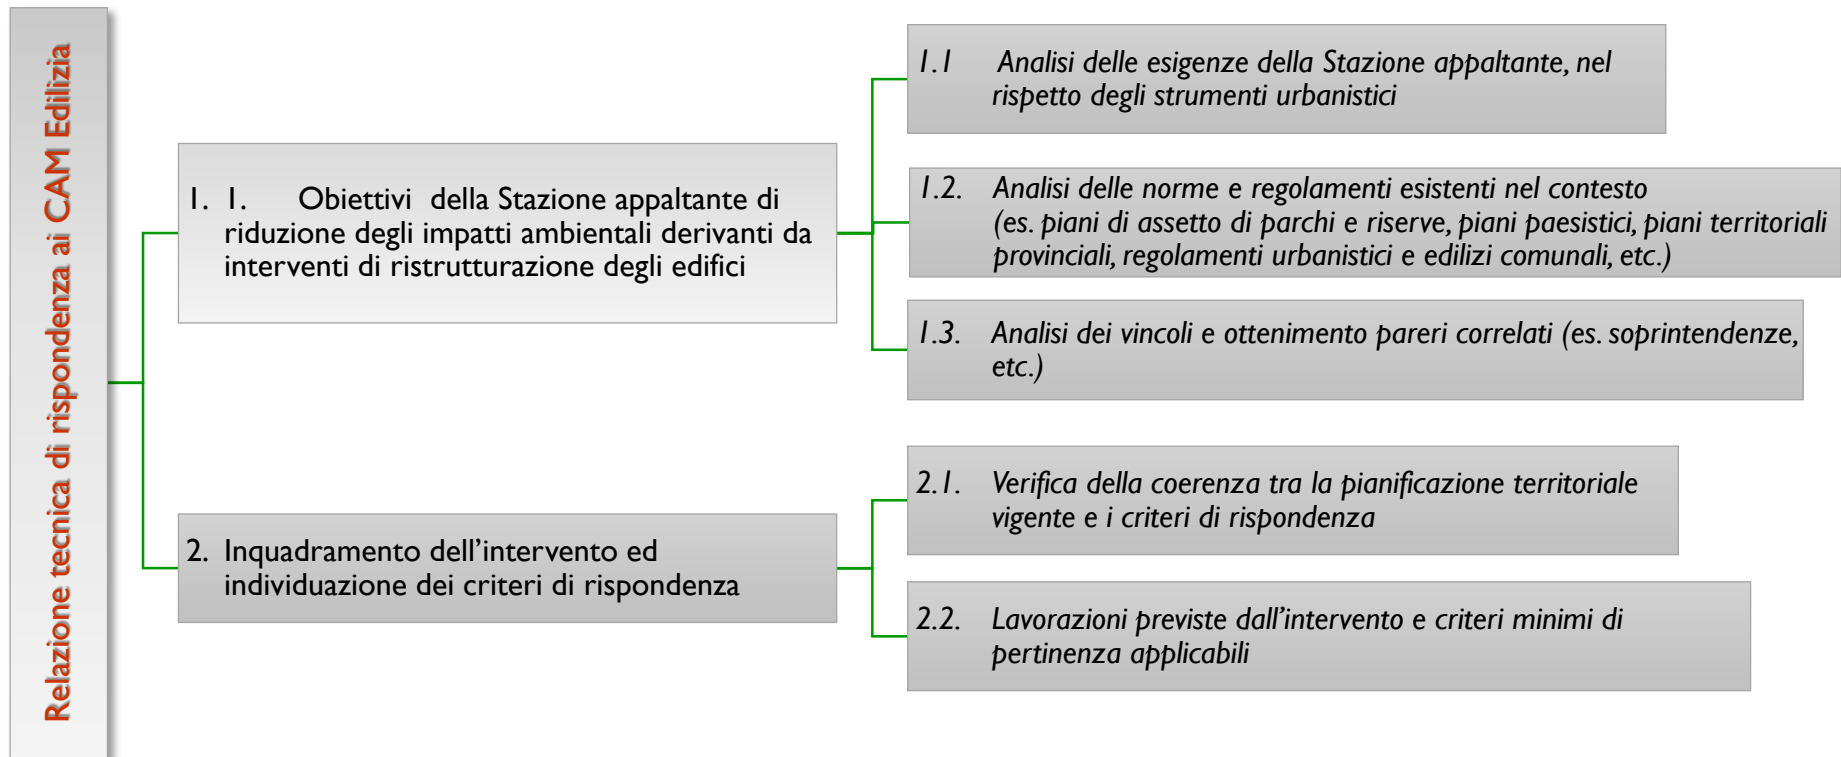 Relazione tecnica di rispondenza ai CAM Edilizia
1. 1. Obiettivi della Stazione appaltante di
riduzione degli impatti ambientali derivanti da
interventi di ristrutturazione degli edifici
1.1 Analisi delle esigenze della Stazione appaltante, nel
rispetto degli strumenti urbanistici
1.2. Analisi delle norme e regolamenti esistenti nel contesto
(es. piani di assetto di parchi e riserve, piani paesistici, piani territoriali
provinciali, regolamenti urbanistici e edilizi comunali, etc.)
1.3. Analisi dei vincoli e ottenimento pareri correlati (es. soprintendenze,
etc.)
2. Inquadramento dell'intervento ed
individuazione dei criteri di rispondenza
2.1. Verifica della coerenza tra la pianificazione territoriale
vigente e i criteri di rispondenza
2.2. Lavorazioni previste dall'intervento e criteri minimi di
pertinenza applicabili